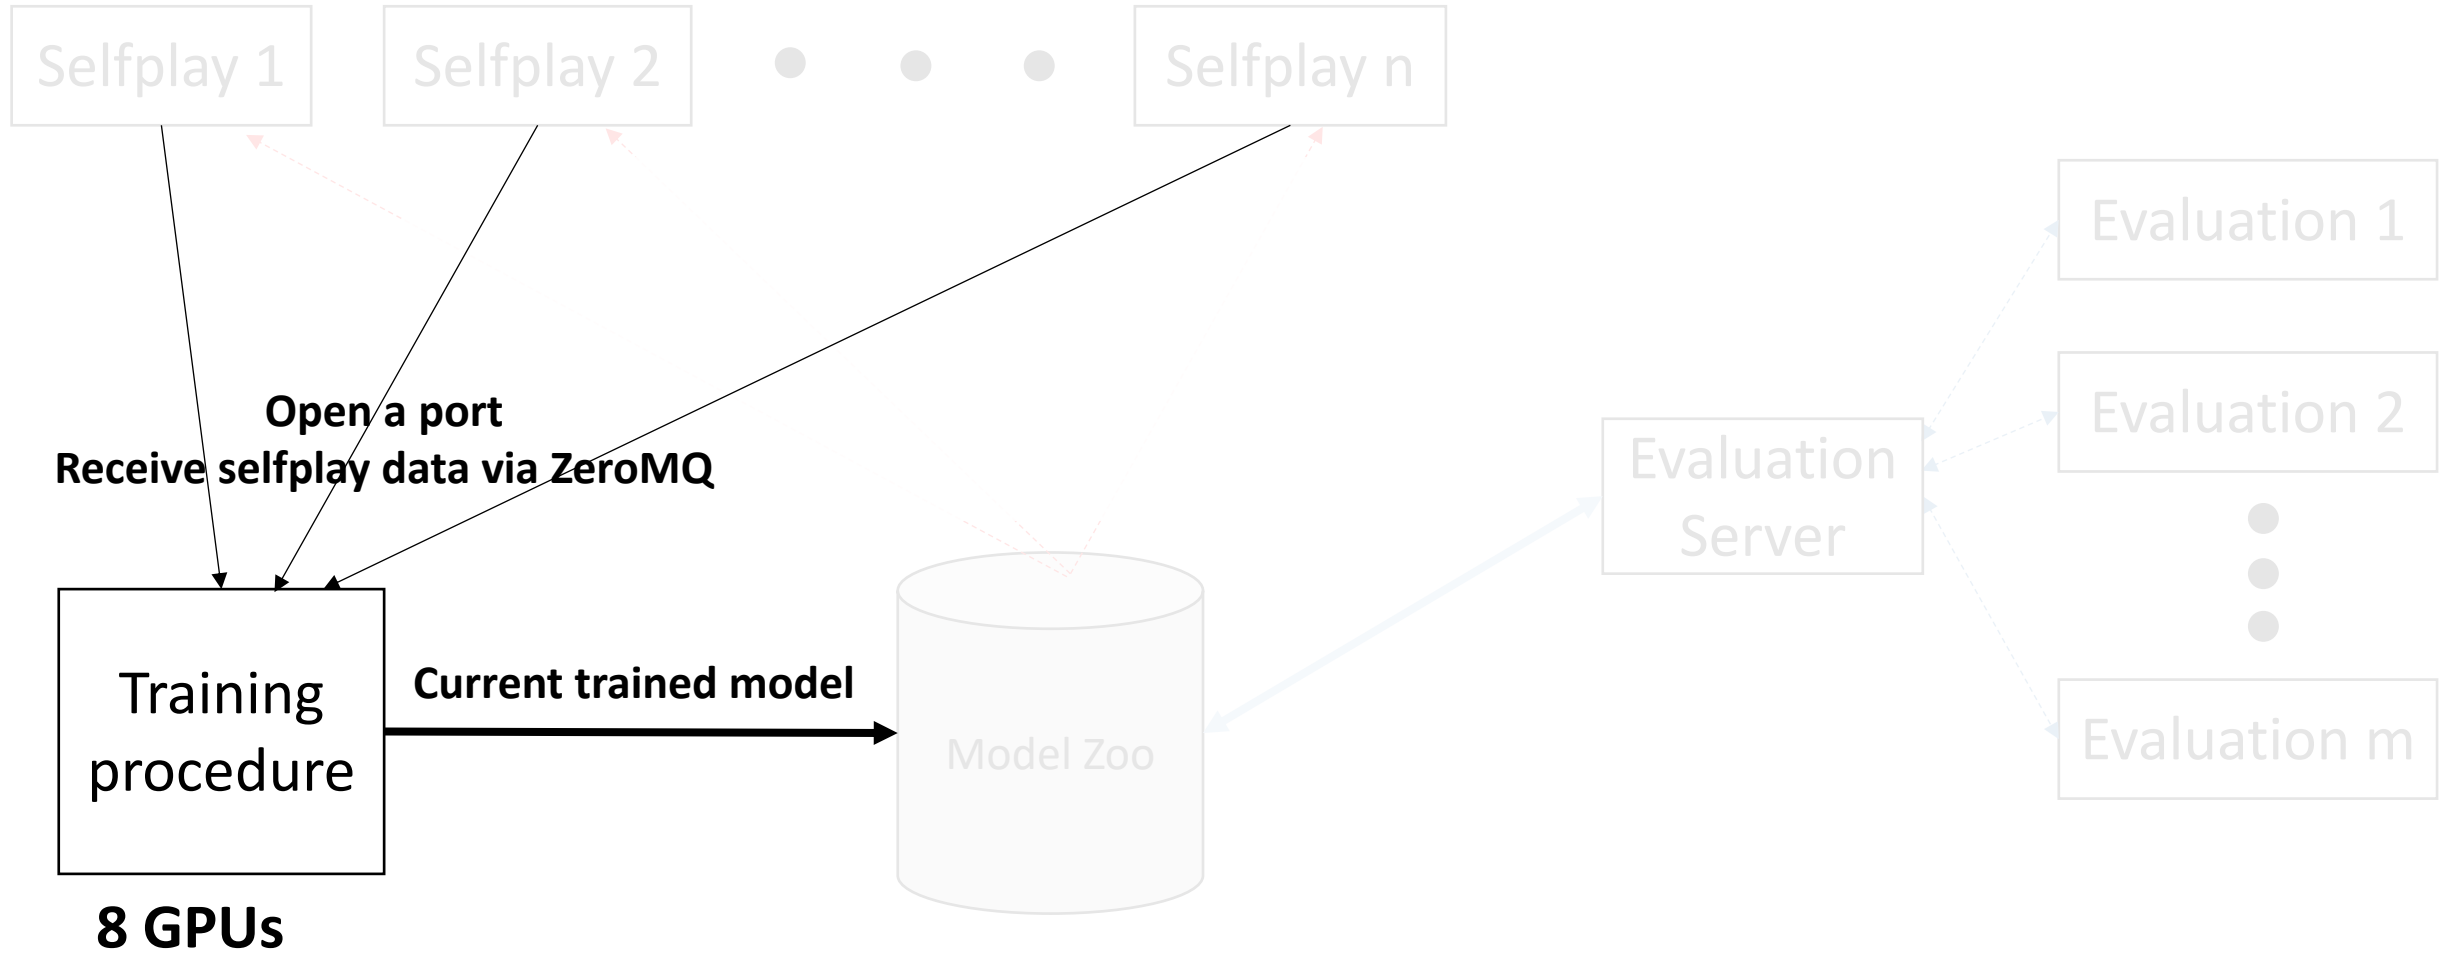 Selfplay 1
Selfplay 2
Selfplay n
Evaluation 1
Evaluation 2
Open a port
Receive selfplay data via ZeroMQ
Evaluation
Server
Training
procedure
Current trained model
Model Zoo
Evaluation m
8 GPUs